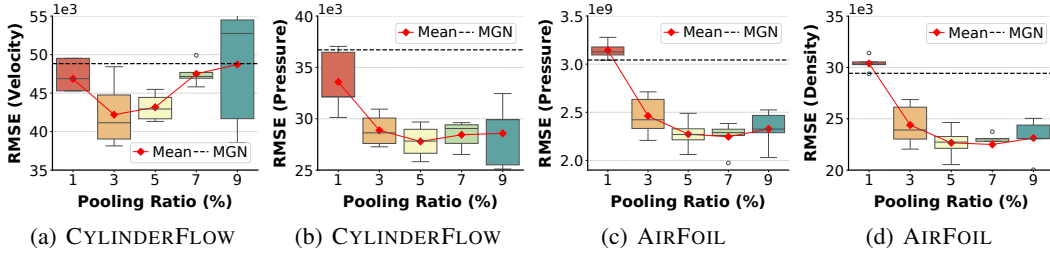 1e3
55
50
45
40
35
RMSE (Velocity)
Mean
MGN
1 3 5 7 9
Pooling Ratio (%)
(a) CYLINDERFLOW
1e3
40
35
30
25
RMSE (Pressure)
Mean
MGN
1 3 5 7 9
Pooling Ratio (%)
(b) CYLINDERFLOW
1e9
3.6
3.0
2.4
2.0
RMSE (Pressure)
Mean
MGN
1 3 5 7 9
Pooling Ratio (%)
(c) AIRFOIL
1e3
35
30
25
20
RMSE (Density)
Mean
MGN
1 3 5 7 9
Pooling Ratio (%)
(d) AIRFOIL